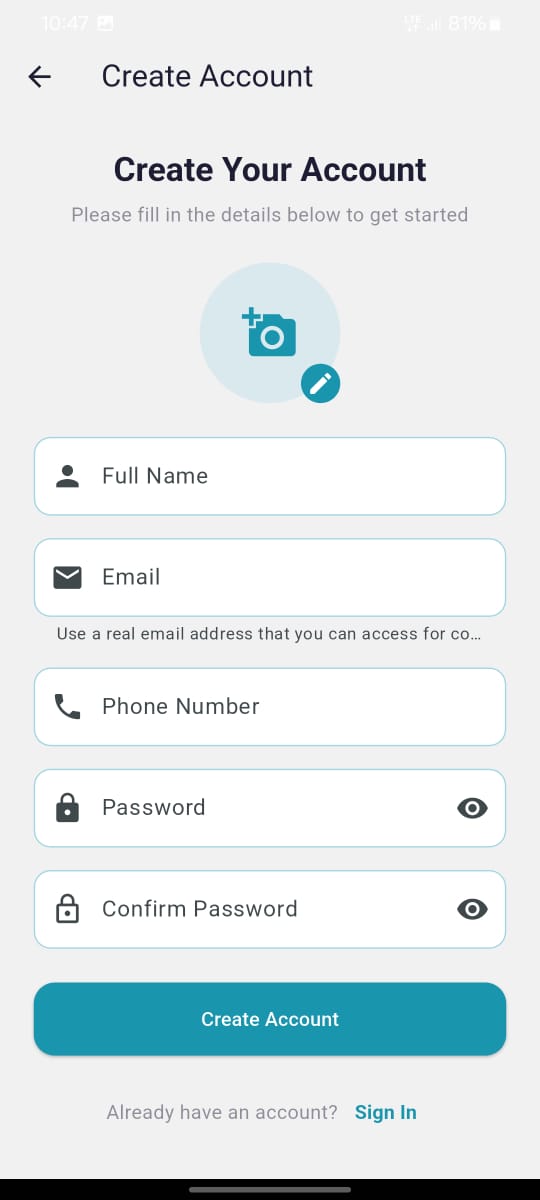 10:47 81%
Create Account
Create Your Account
Please fill in the details below to get started
Full Name
Email
Use a real email address that you can access for co...
Phone Number
Password
Confirm Password
Create Account
Already have an account? Sign In